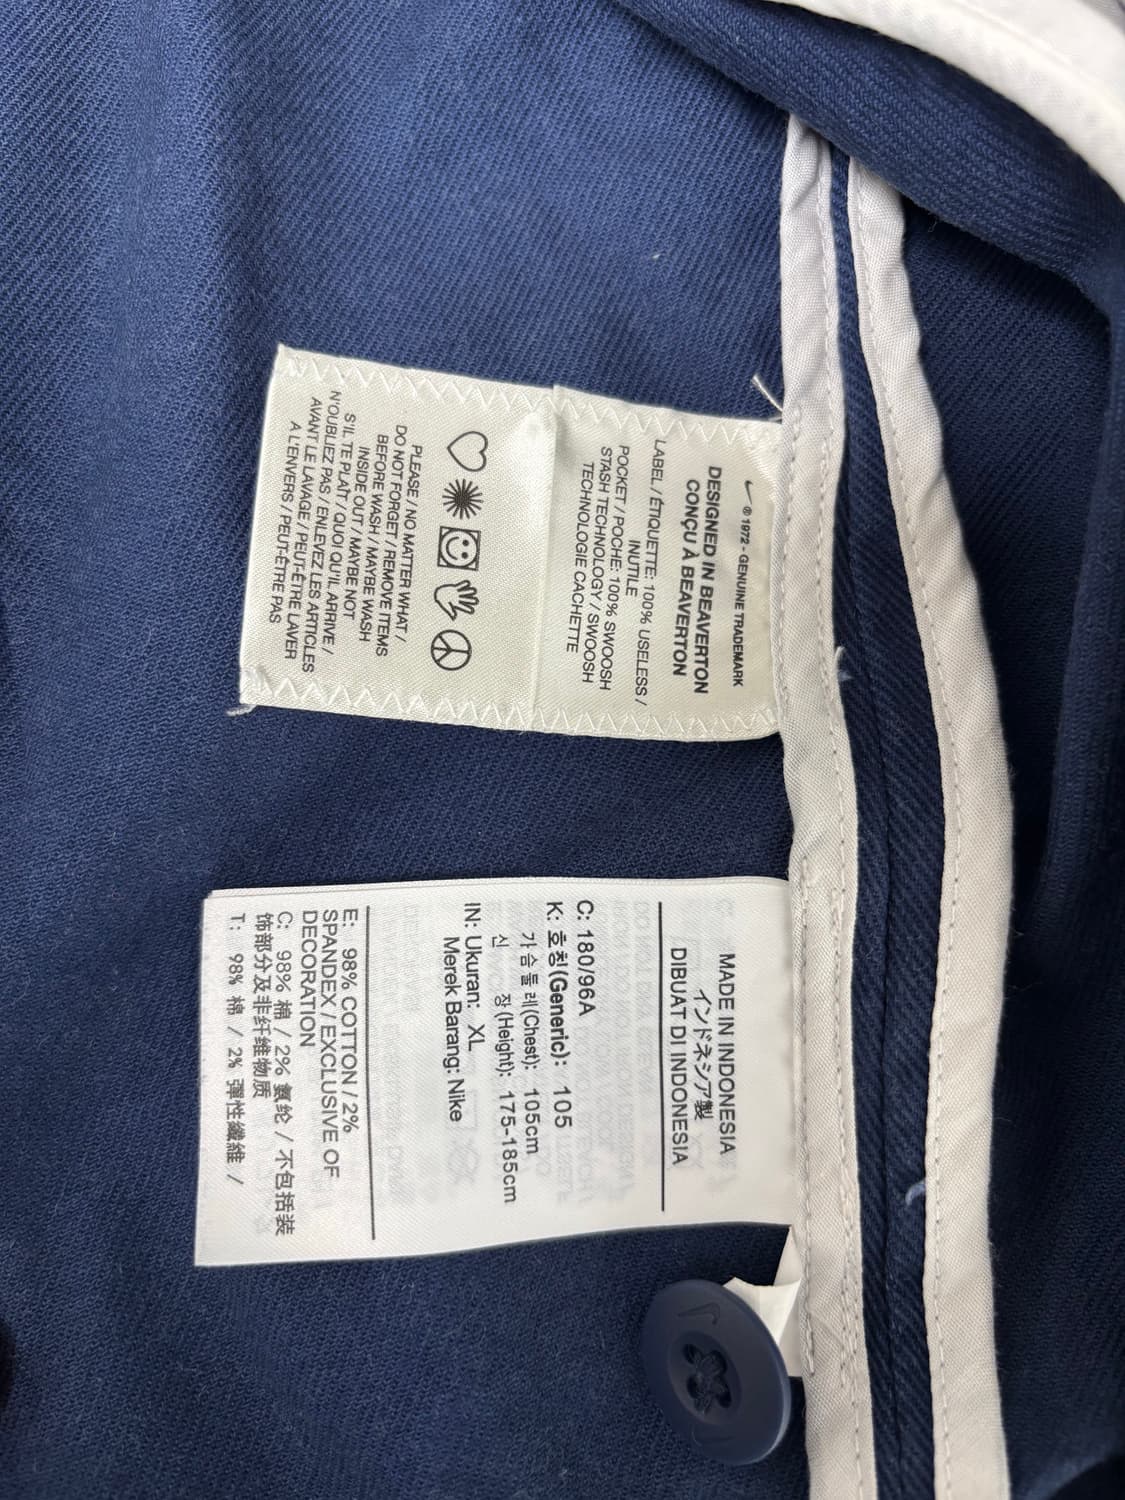 ® 1972 - GENUINE TRADEMARK
DESIGNED IN BEAVERTON
CONÇU À BEAVERTON
LABEL / ÉTIQUETE: 100% USELESS /
INUTILE
POCKET / POCHE: 100% SWOOSH
STASH TECHNOLOGY / SWOOSH
TECHNOLOGIE CACHETTE
PLEASE / NO MATTER WHAT /
DO NOT FORGET / REMOVE ITEMS
BEFORE WASH / MAYBE WASH
INSIDE OUT / MAYBE NOT
S'IL TE PLAÎT / QUOI QU'IL ARRIVE /
N'OUBLIEZ PAS / ENLEVEZ LES ARTICLES
AVANT LE LAVAGE / PEUT-ÊTRE LAVER
A L'ENVERS / PEUT-ÊTRE PAS
MADE IN INDONESIA
インドネシア製
DIBUAT DI INDONESIA
C: 180/96A
K: 호칭(Generic): 105
가슴둘레(Chest): 105cm
신 장(Height): 175-185cm
IN: Ukuran: XL
Merek Barang: Nike
E: 98% COTTON / 2%
SPANDEX / EXCLUSIVE OF
DECORATION
C: 98% 棉 / 2% 氨纶 / 不包括装
饰部分及非纤维物质
T: 98% 棉 / 2% 彈性纖維 /